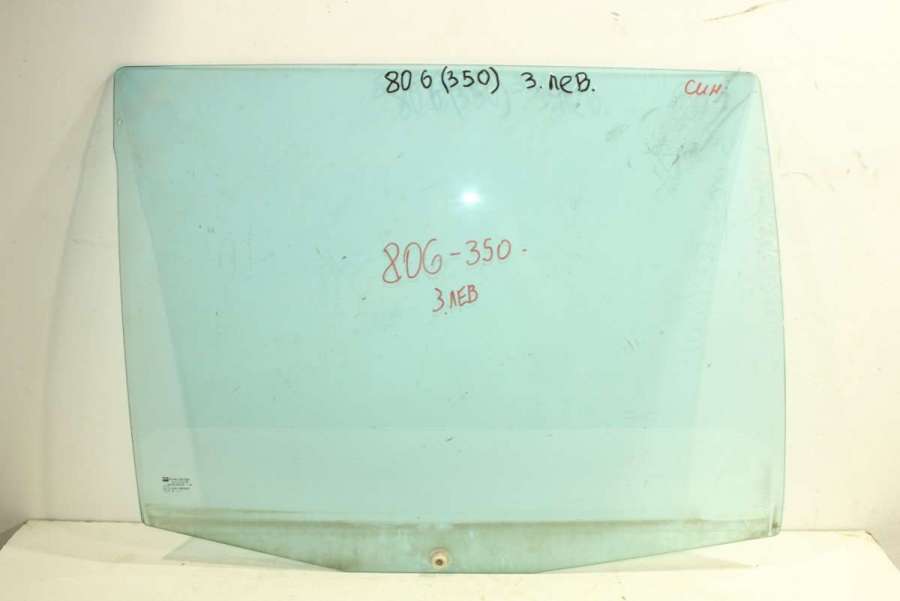 806 (350) З. лев.
син.
806-350.
З. ЛЕВ